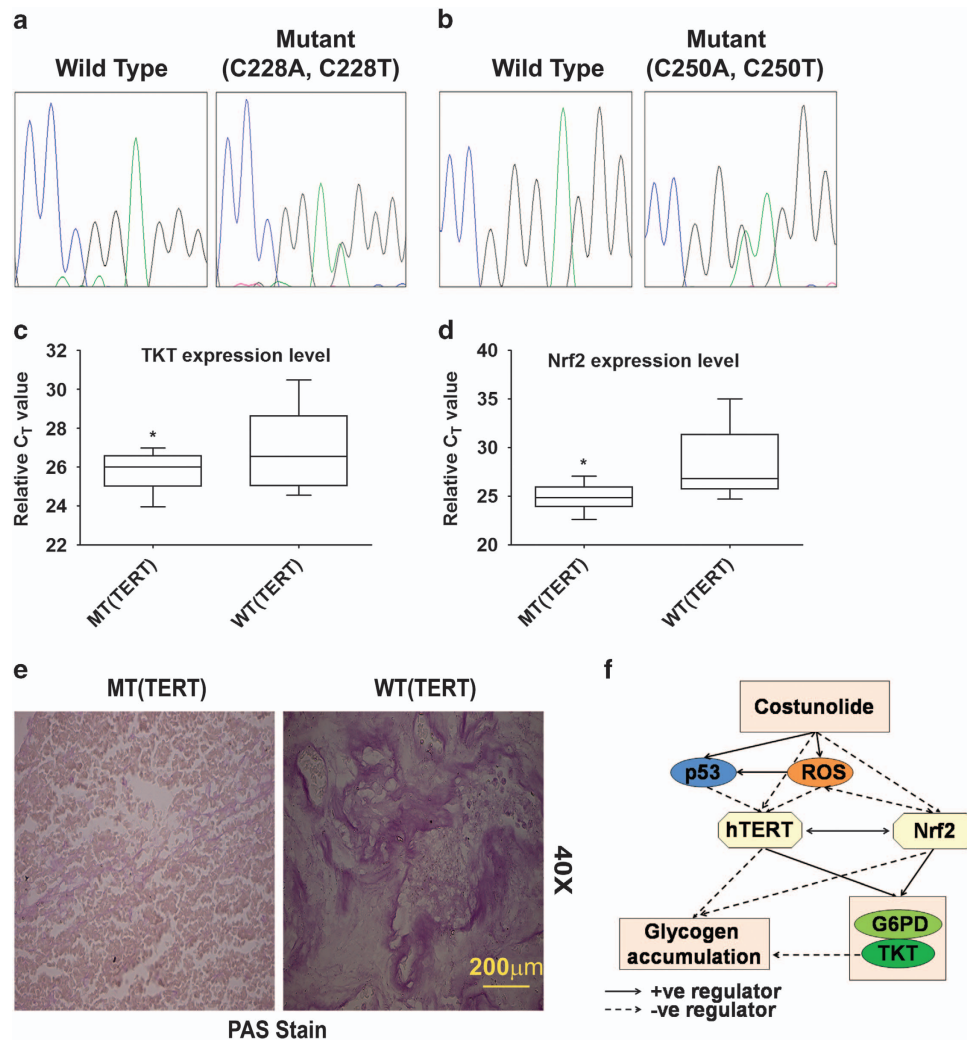 a
Wild Type
Mutant
(C228A, C228T)
b
Wild Type
Mutant
(C250A, C250T)
c
TKT expression level
Relative CT value
32
30
28
26
24
22
*
MT(TERT)
WT(TERT)
d
Nrf2 expression level
Relative CT value
40
35
30
25
20
*
MT(TERT)
WT(TERT)
e
MT(TERT)
WT(TERT)
40X
200μm
PAS Stain
f
Costunolide
p53
ROS
hTERT
Nrf2
G6PD
TKT
Glycogen
accumulation
+ve regulator
-ve regulator